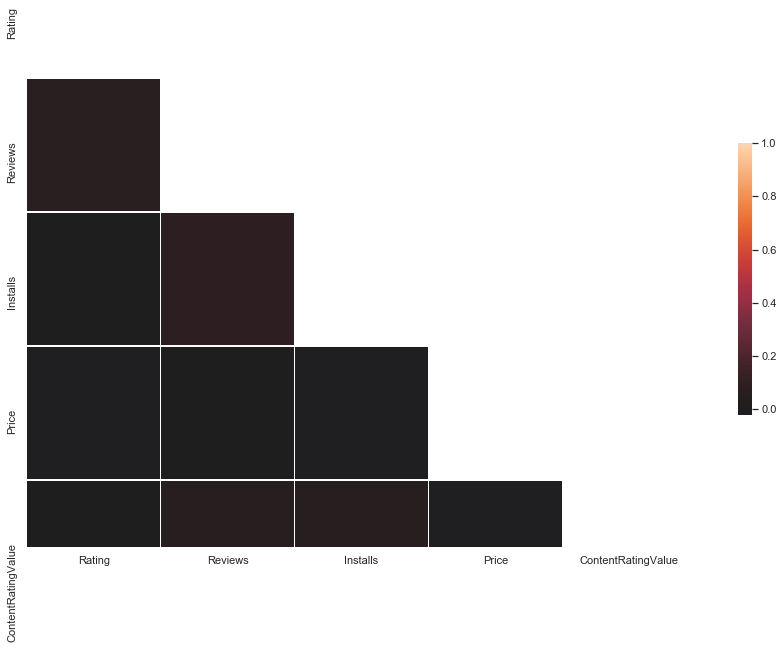 Rating
Reviews
Installs
Price
ContentRatingValue
Rating
Reviews
Installs
Price
ContentRatingValue
1.0
0.8
0.6
0.4
0.2
0.0